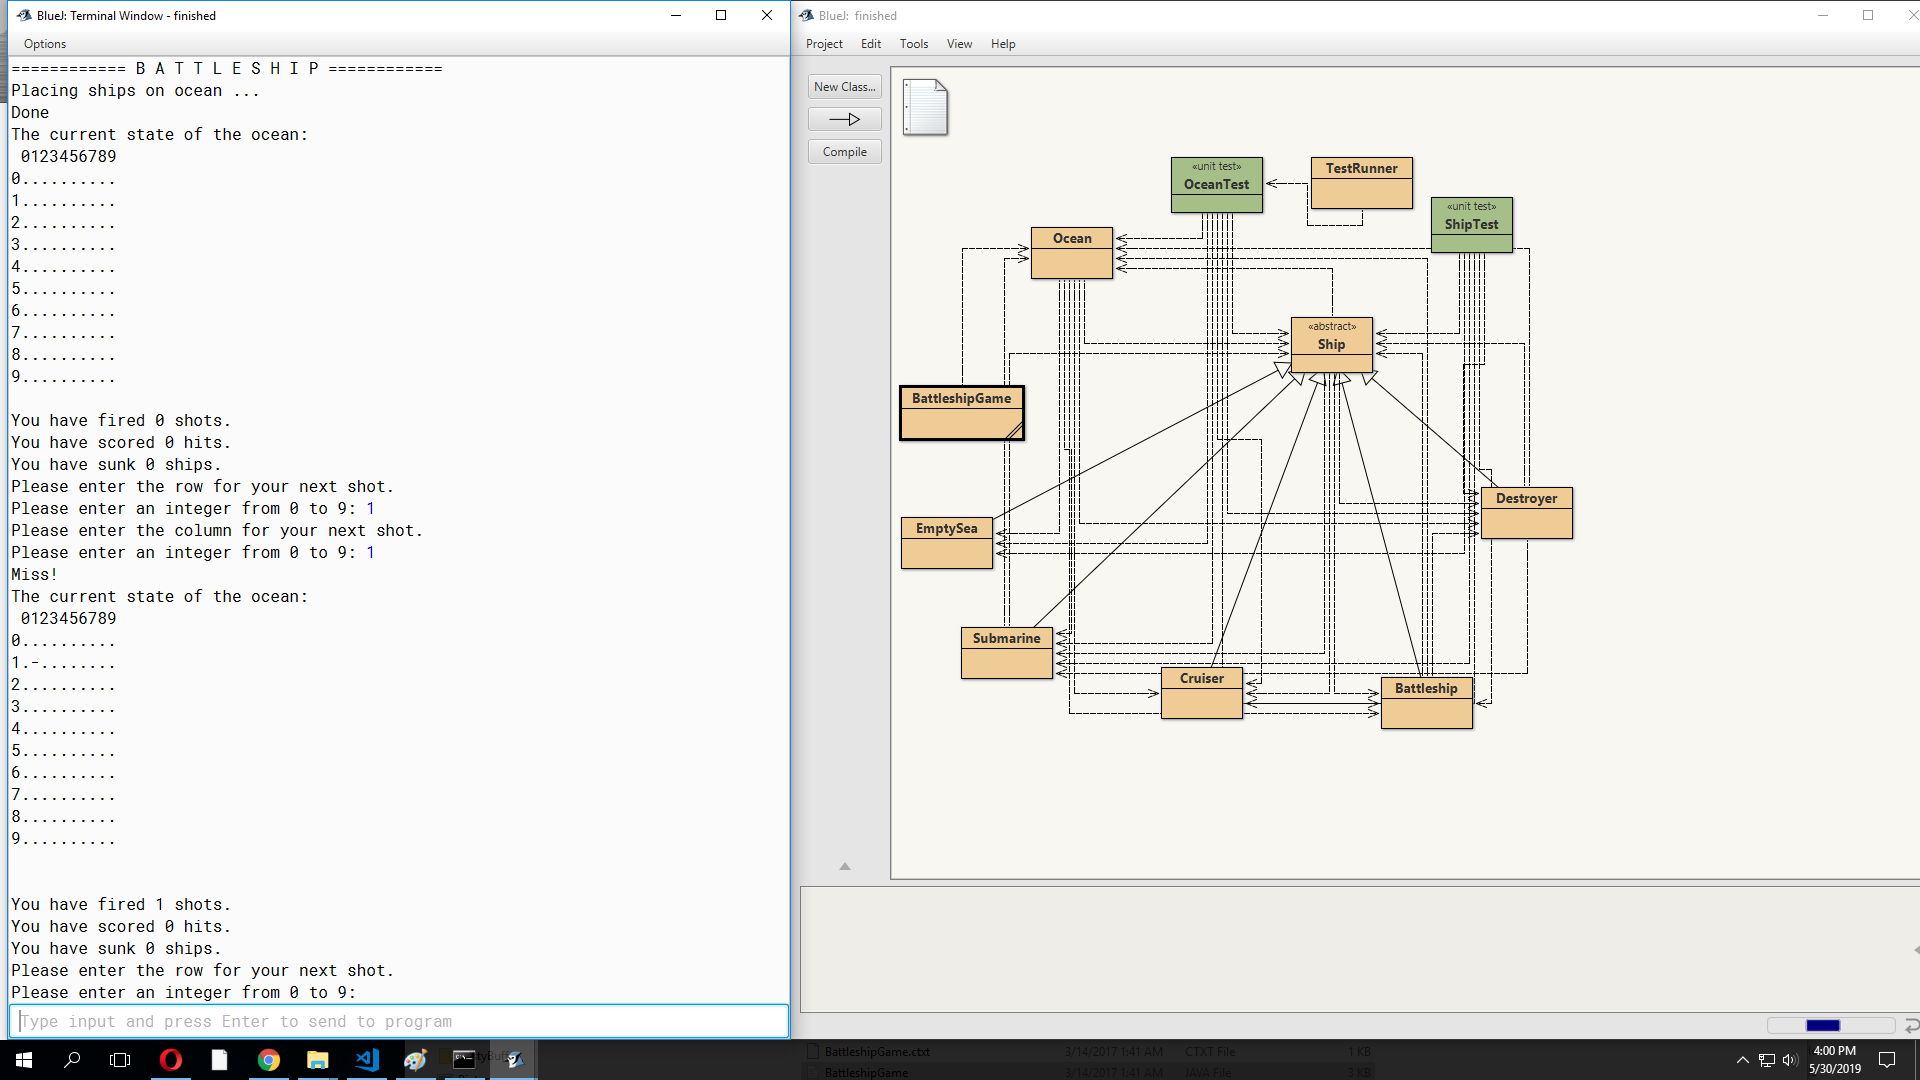 BlueJ: Terminal Window - finished
Options
============ B A T T L E S H I P ============
Placing ships on ocean ...
Done
The current state of the ocean:
 0123456789
0..........
1..........
2..........
3..........
4..........
5..........
6..........
7..........
8..........
9..........
You have fired 0 shots.
You have scored 0 hits.
You have sunk 0 ships.
Please enter the row for your next shot.
Please enter an integer from 0 to 9: 1
Please enter the column for your next shot.
Please enter an integer from 0 to 9: 1
Miss!
The current state of the ocean:
 0123456789
0..........
1.-........
2..........
3..........
4..........
5..........
6..........
7..........
8..........
9..........
You have fired 1 shots.
You have scored 0 hits.
You have sunk 0 ships.
Please enter the row for your next shot.
Please enter an integer from 0 to 9:
Type input and press Enter to send to program
BlueJ: finished
Project Edit Tools View Help
New Class...
Compile
«unit test»
OceanTest
TestRunner
«unit test»
ShipTest
Ocean
«abstract»
Ship
BattleshipGame
Destroyer
EmptySea
Submarine
Cruiser
Battleship
BattleshipGame.ctxt 3/14/2017 1:41 AM CTXT File 1 KB
BattleshipGame 3/14/2017 1:41 AM JAVA File 3 KB
4:00 PM
5/30/2019